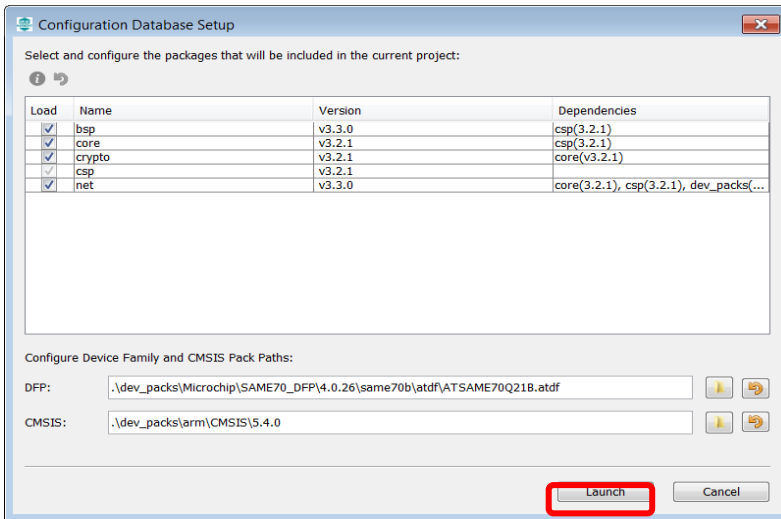 Configuration Database Setup
Select and configure the packages that will be included in the current project:
Load Name Version Dependencies
bsp v3.3.0 csp(3.2.1)
core v3.2.1 csp(3.2.1)
crypto v3.2.1 core(v3.2.1)
csp v3.2.1
net v3.3.0 core(3.2.1), csp(3.2.1), dev_packs(...
Configure Device Family and CMSIS Pack Paths:
DFP: .\dev_packs\Microchip\SAME70_DFP\4.0.26\same70b\atdf\ATSAME70Q21B.atdf
CMSIS: .\dev_packs\arm\CMSIS\5.4.0
Launch Cancel